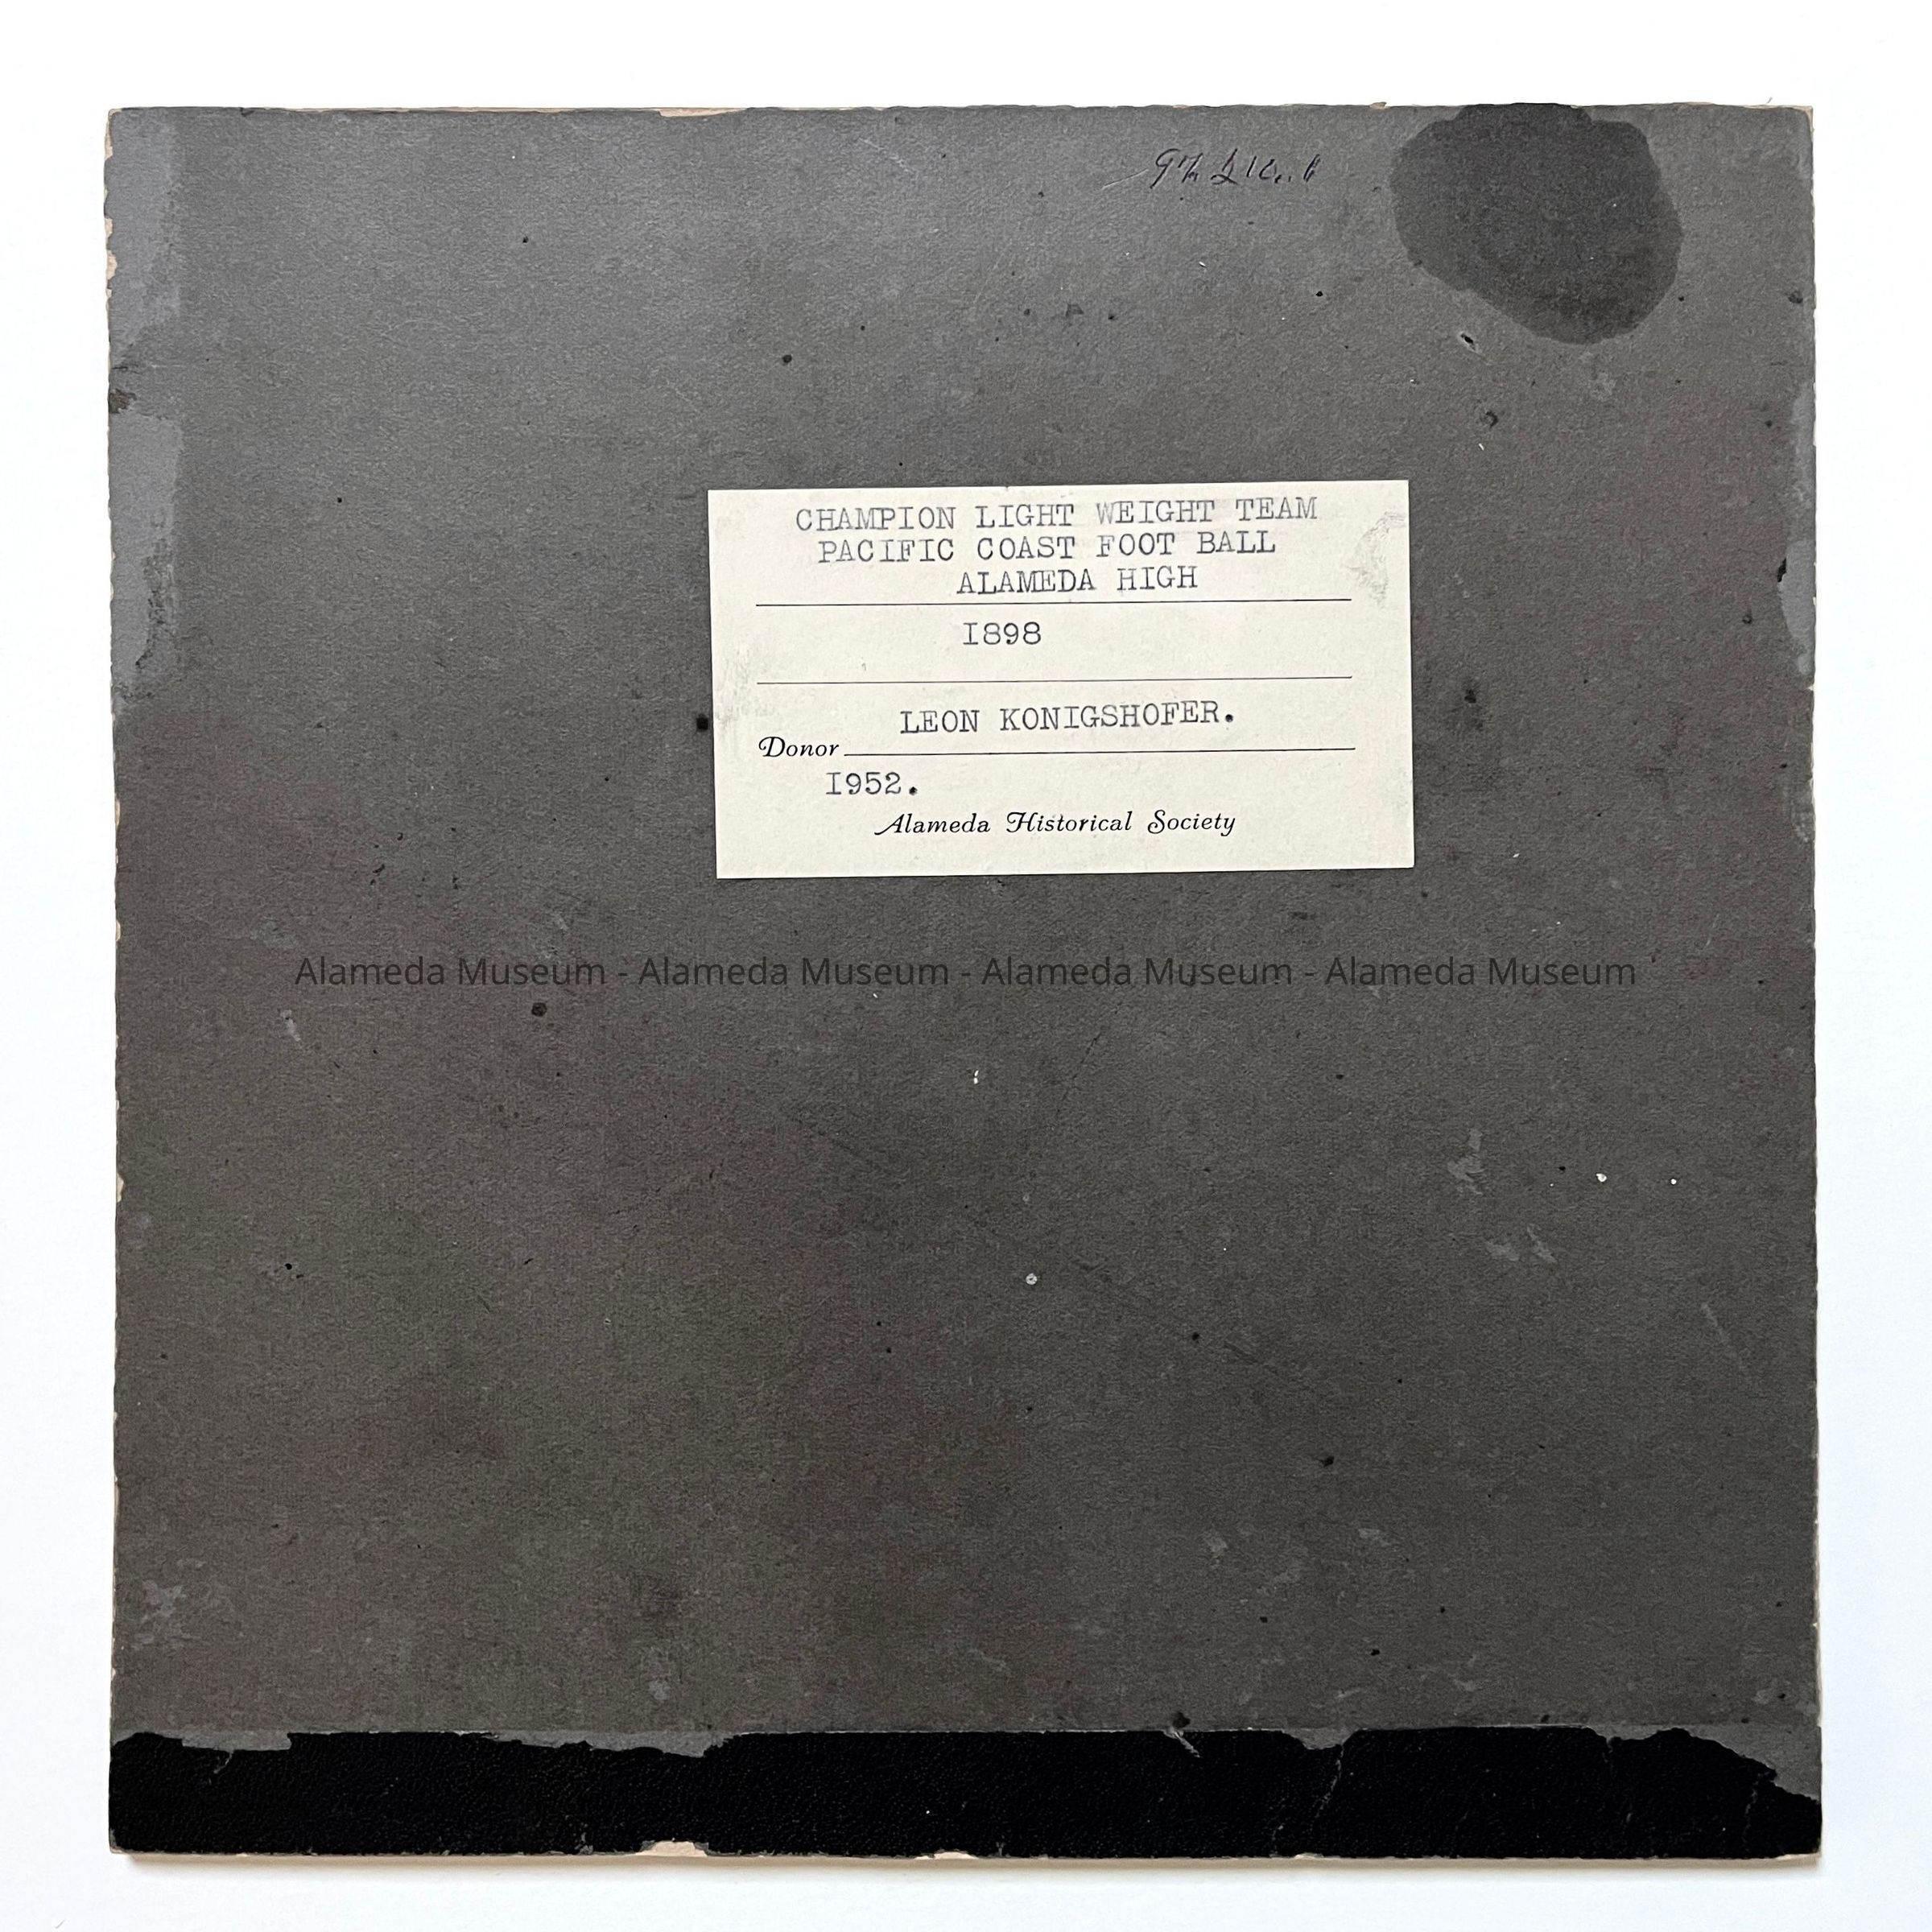 CHAMPION LIGHT WEIGHT TEAM
PACIFIC COAST FOOT BALL
ALAMEDA HIGH
I898
LEON KONIGSHOFER.
Donor
I952.
Alameda Historical Society
Alameda Museum - Alameda Museum - Alameda Museum - Alameda Museum